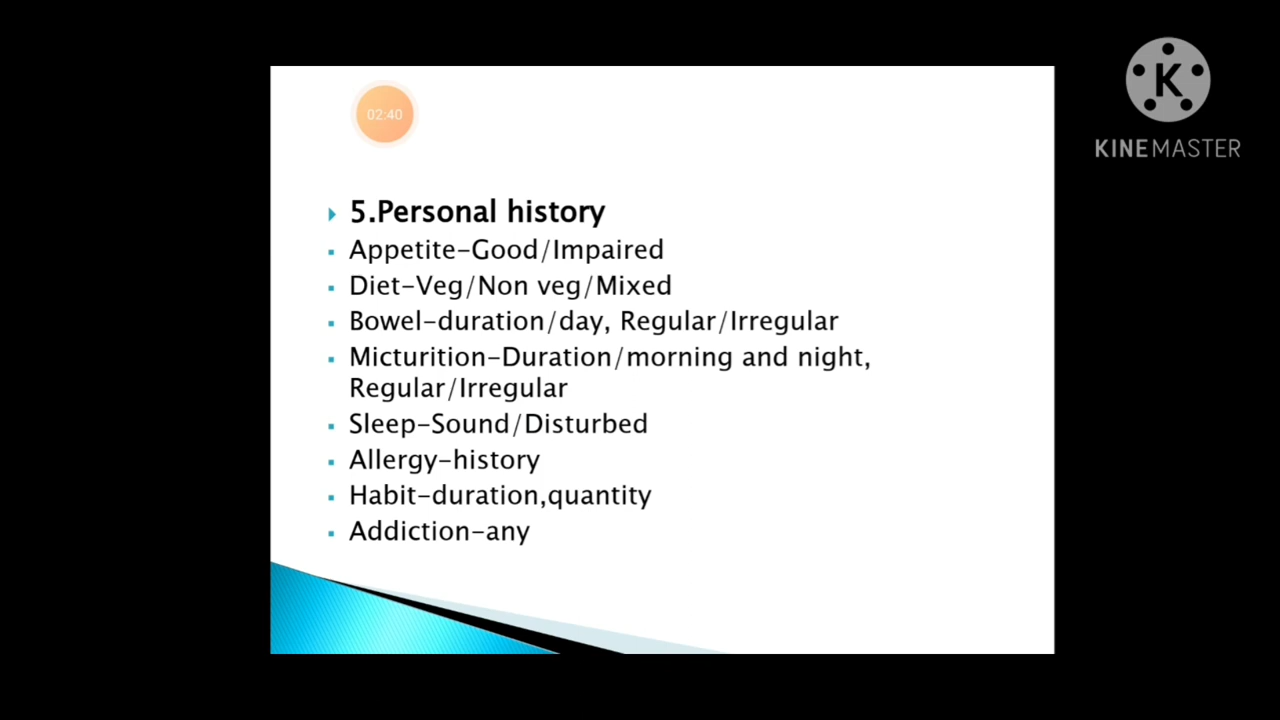 02:40
K
KINEMASTER
5.Personal history
Appetite-Good/Impaired
Diet-Veg/Non veg/Mixed
Bowel-duration/day, Regular/Irregular
Micturition-Duration/morning and night,
Regular/Irregular
Sleep-Sound/Disturbed
Allergy-history
Habit-duration,quantity
Addiction-any